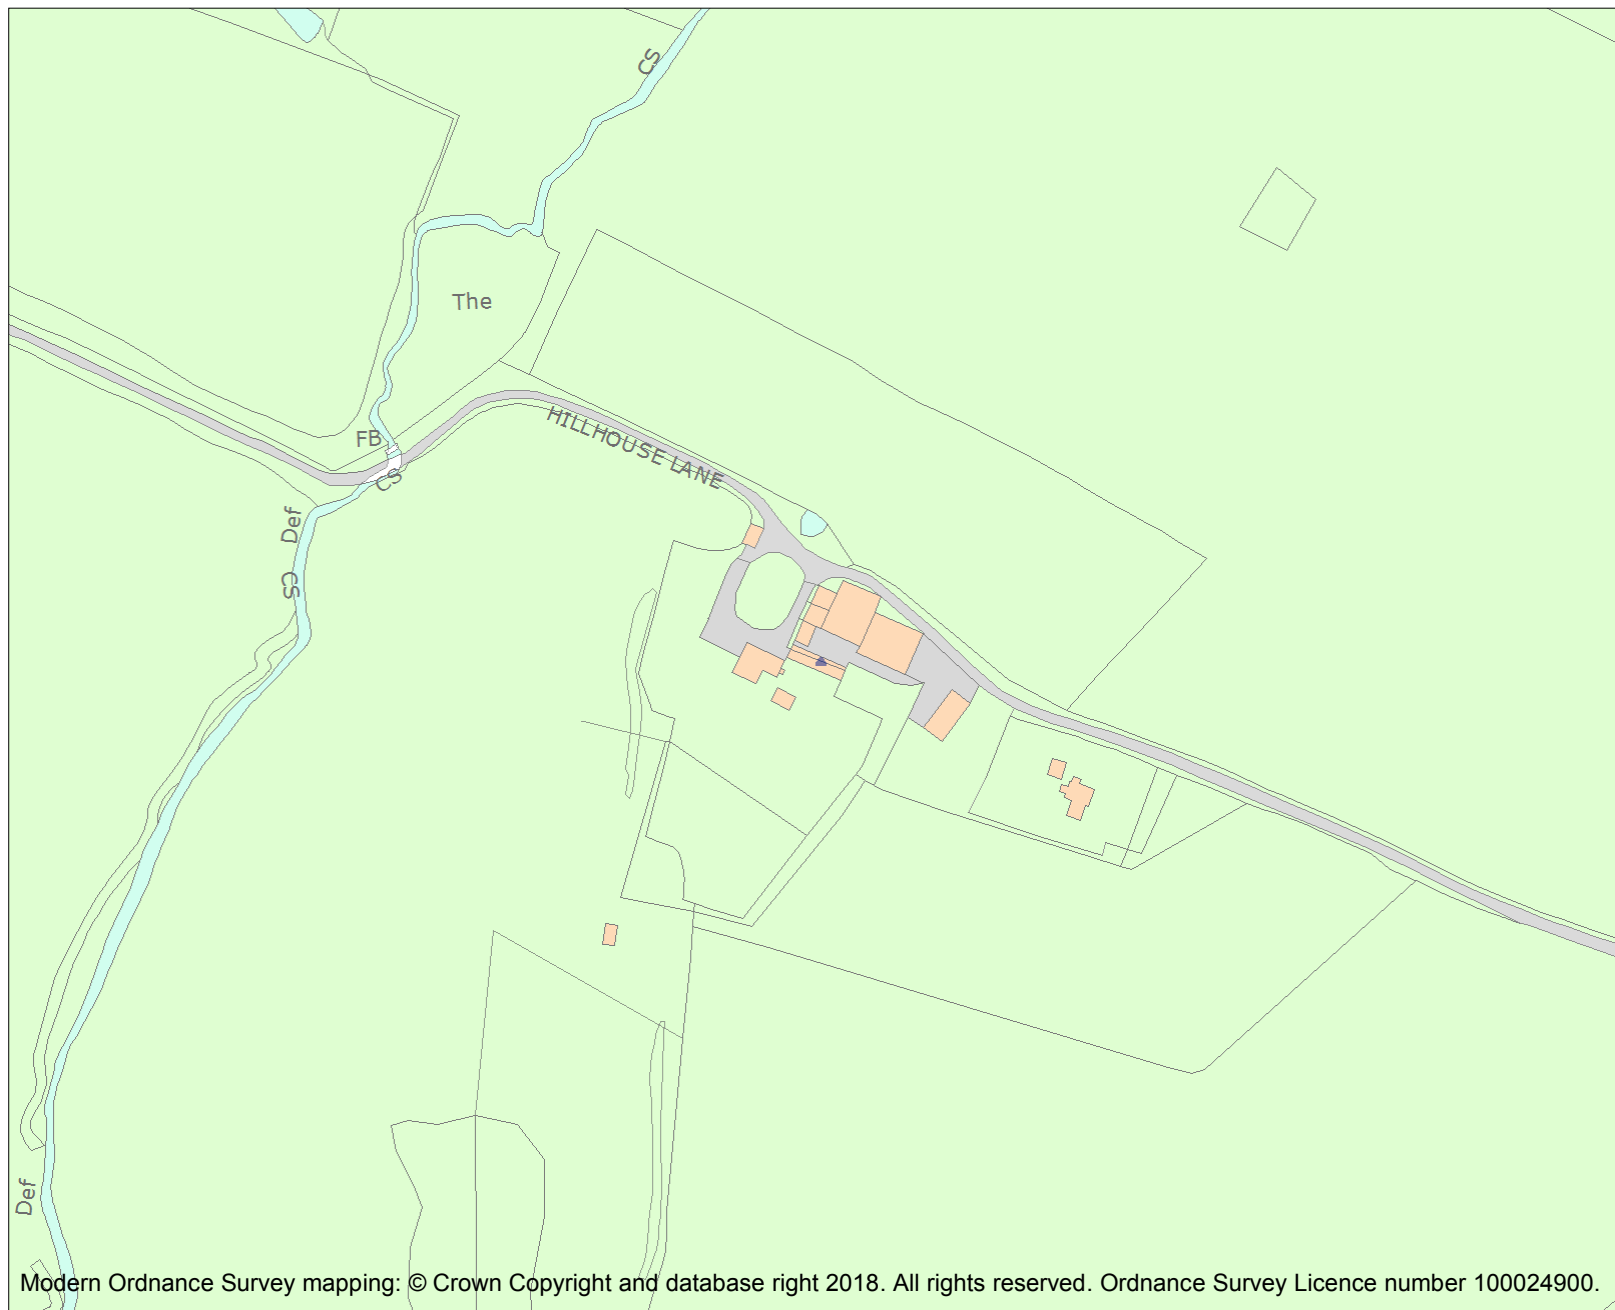 CS
The
FB
HILLHOUSE LANE
CS
Def
CS
Def
Modern Ordnance Survey mapping: © Crown Copyright and database right 2018. All rights reserved. Ordnance Survey Licence number 100024900.